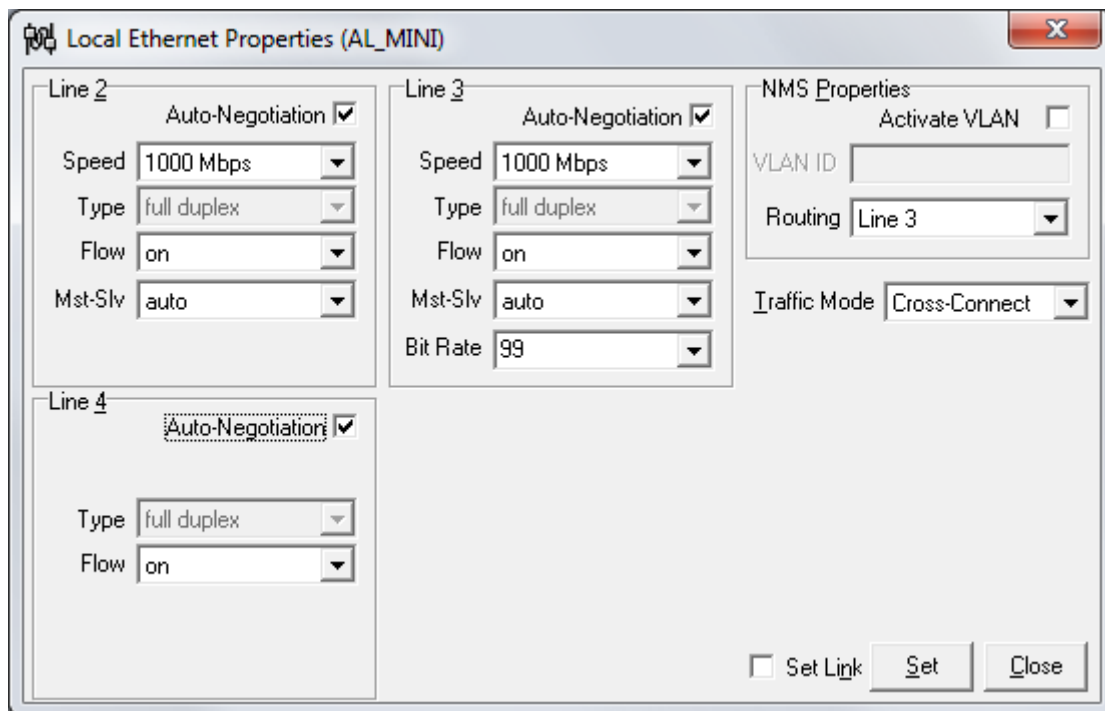 Local Ethernet Properties (AL_MINI)
Line 2
Auto-Negotiation
Speed 1000 Mbps
Type full duplex
Flow on
Mst-Slv auto
Line 3
Auto-Negotiation
Speed 1000 Mbps
Type full duplex
Flow on
Mst-Slv auto
Bit Rate 99
NMS Properties
Activate VLAN
VLAN ID
Routing Line 3
Traffic Mode Cross-Connect
Line 4
Auto-Negotiation
Type full duplex
Flow on
Set Link Set Close